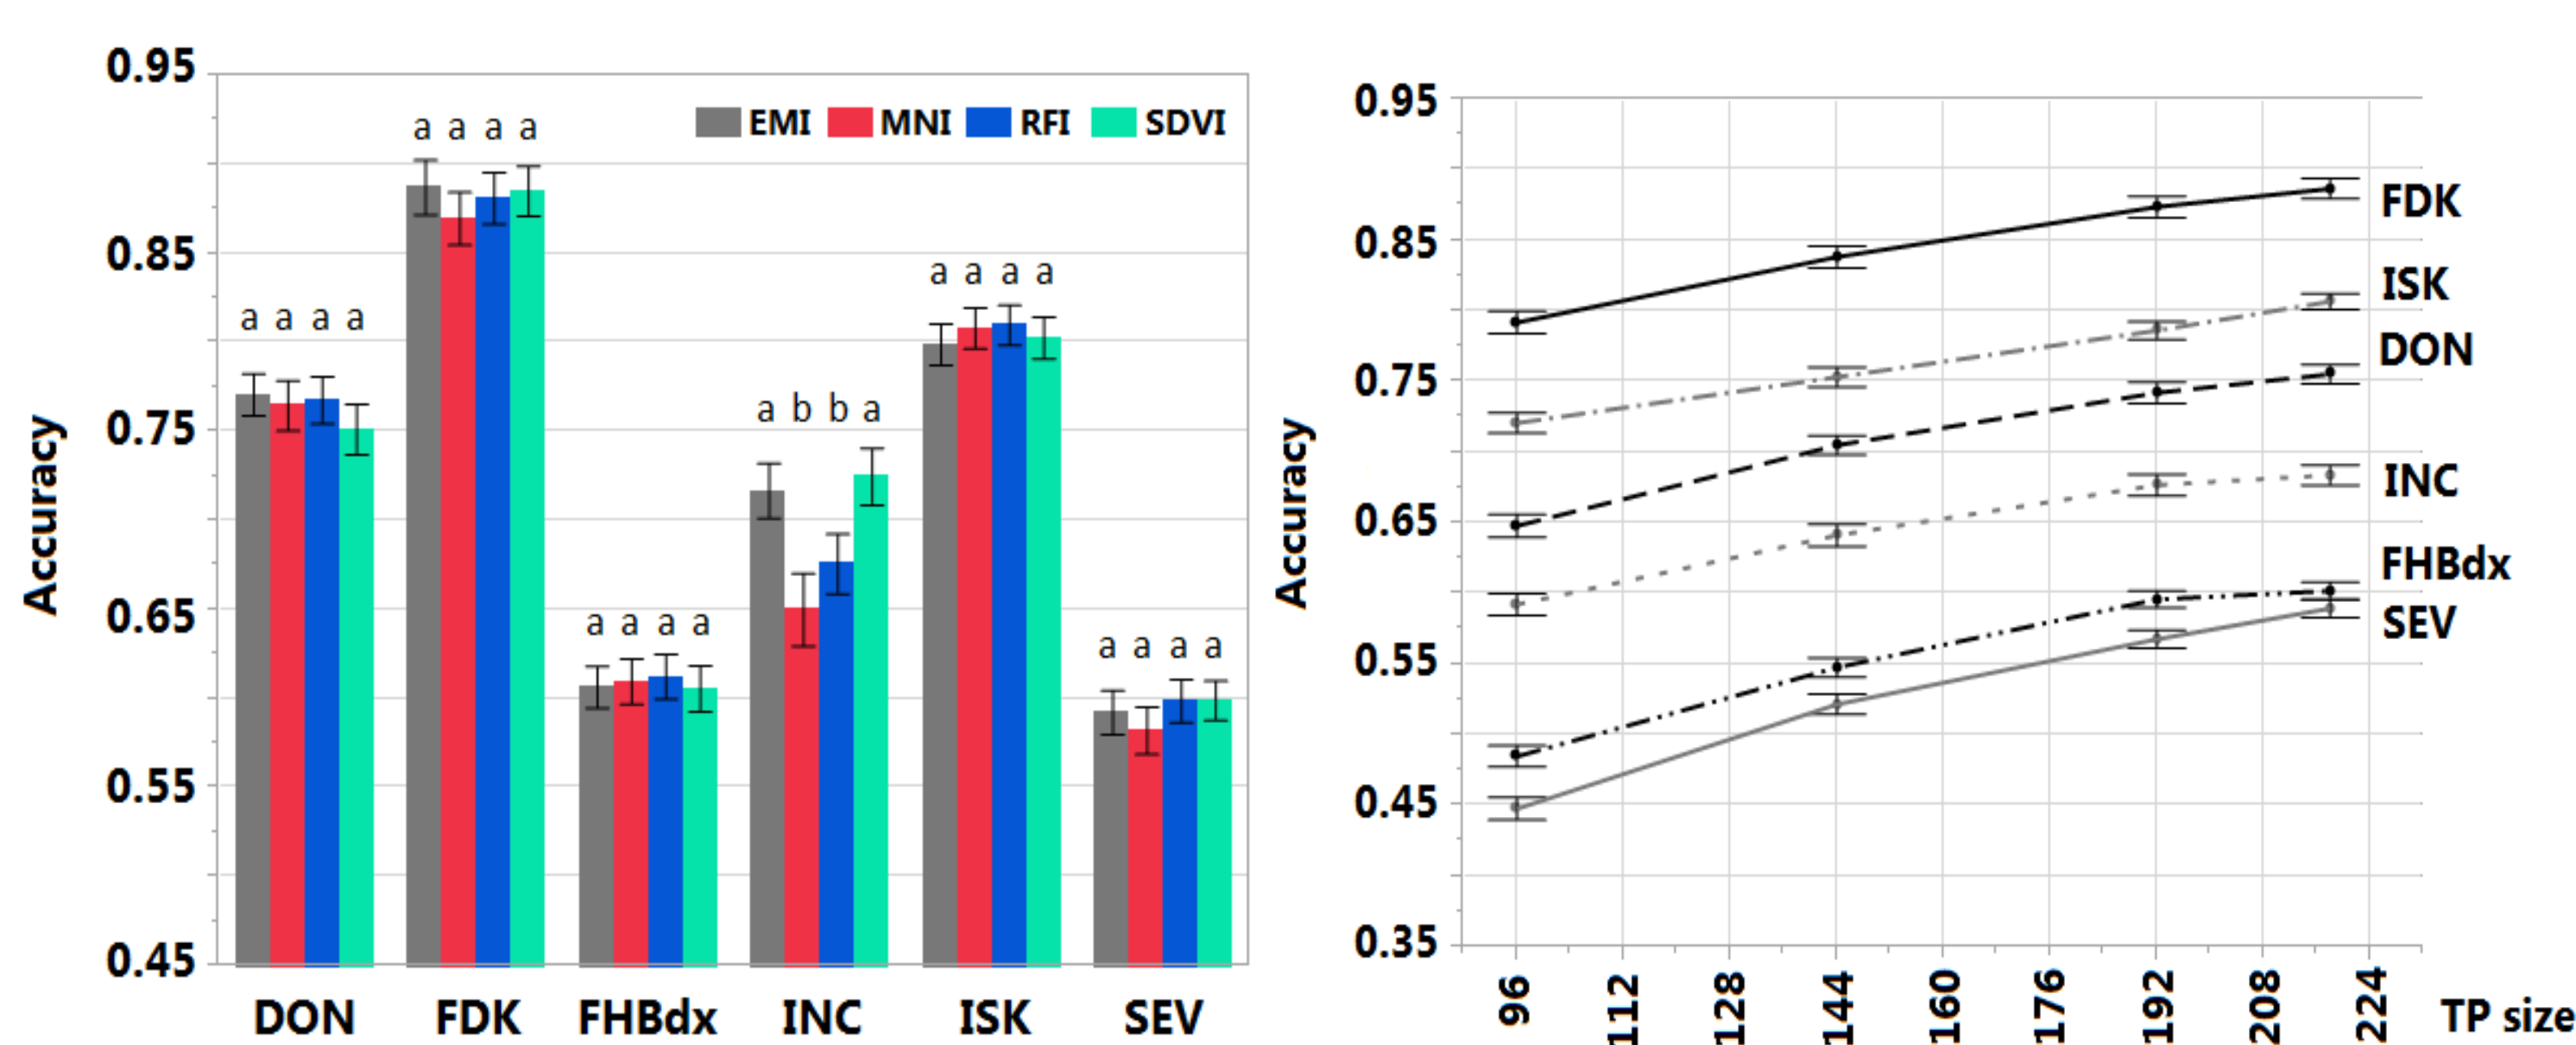 0.95
0.85
0.75
0.65
0.55
0.45
Accuracy
EMI MNI RFI SDVI
a a a a
a a a a
a a a a
a b b a
a a a a
a a a a
DON FDK FHBdx INC ISK SEV
0.95
0.85
0.75
0.65
0.55
0.45
0.35
Accuracy
FDK
ISK
DON
INC
FHBdx
SEV
96 112 128 144 160 176 192 208 224
TP size